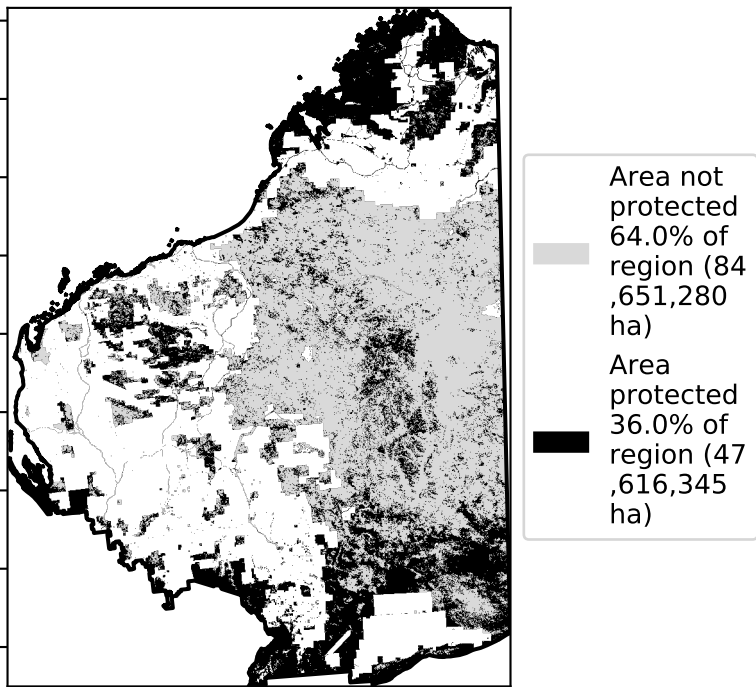 Area not
protected
64.0% of
region (84
,651,280
ha)
Area
protected
36.0% of
region (47
,616,345
ha)